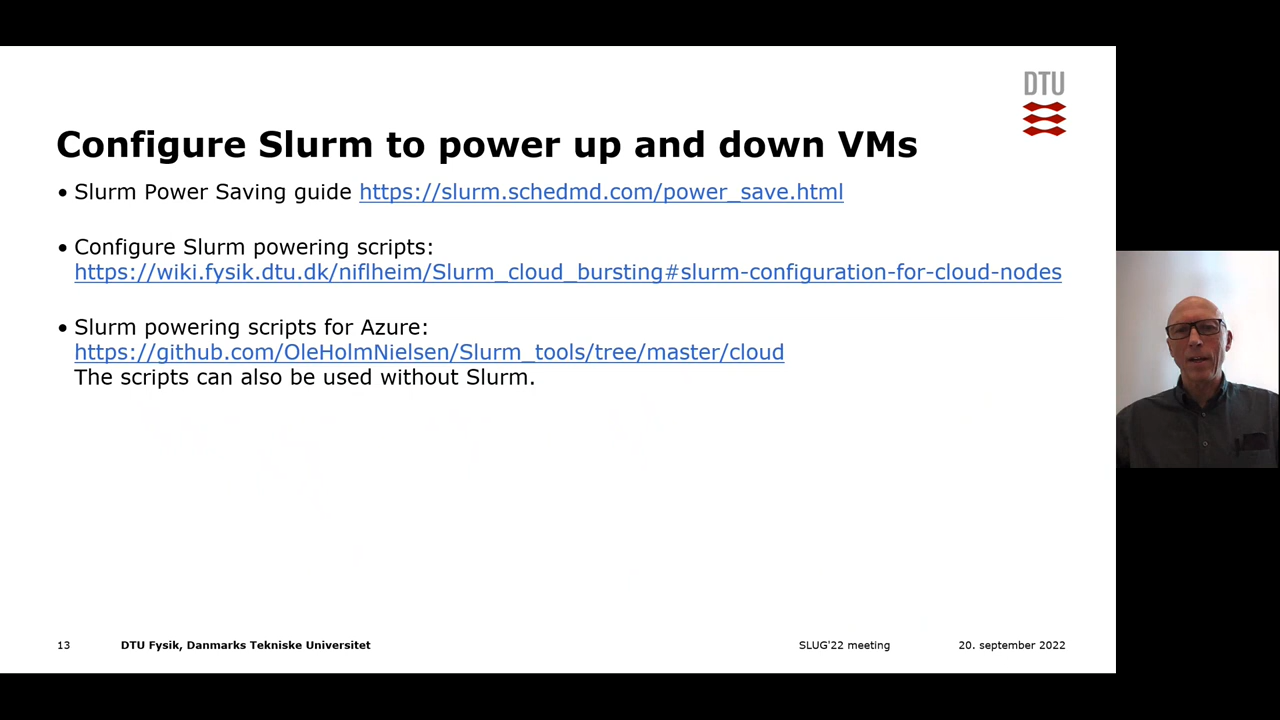 DTU
Configure Slurm to power up and down VMs
• Slurm Power Saving guide https://slurm.schedmd.com/power_save.html
• Configure Slurm powering scripts:
https://wiki.fysik.dtu.dk/niflheim/Slurm_cloud_bursting#slurm-configuration-for-cloud-nodes
• Slurm powering scripts for Azure:
https://github.com/OleHolmNielsen/Slurm_tools/tree/master/cloud
The scripts can also be used without Slurm.
13 DTU Fysik, Danmarks Tekniske Universitet SLUG'22 meeting 20. september 2022